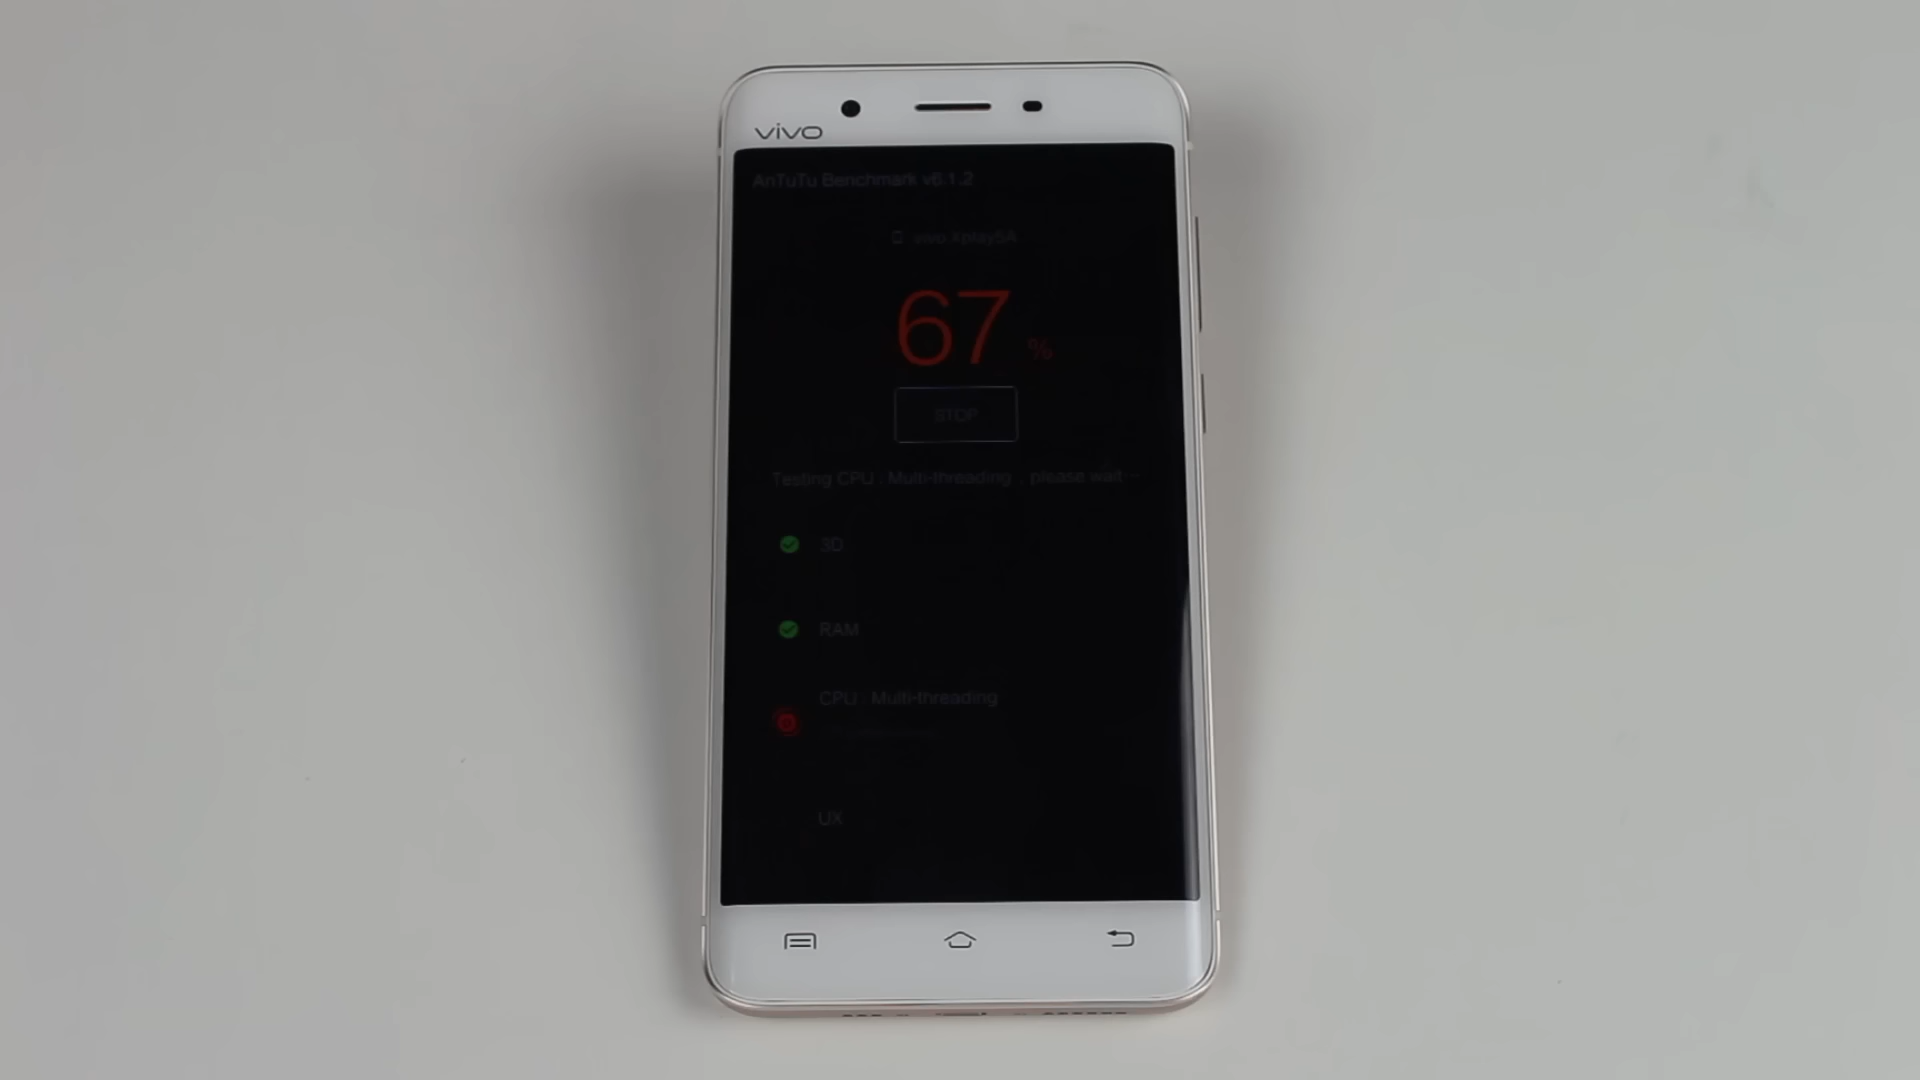 vivo
AnTuTu Benchmark v6.1.2
vivo Xplay5A
67 %
STOP
Testing CPU : Multi-threading , please wait...
3D
RAM
CPU : Multi-threading
UX